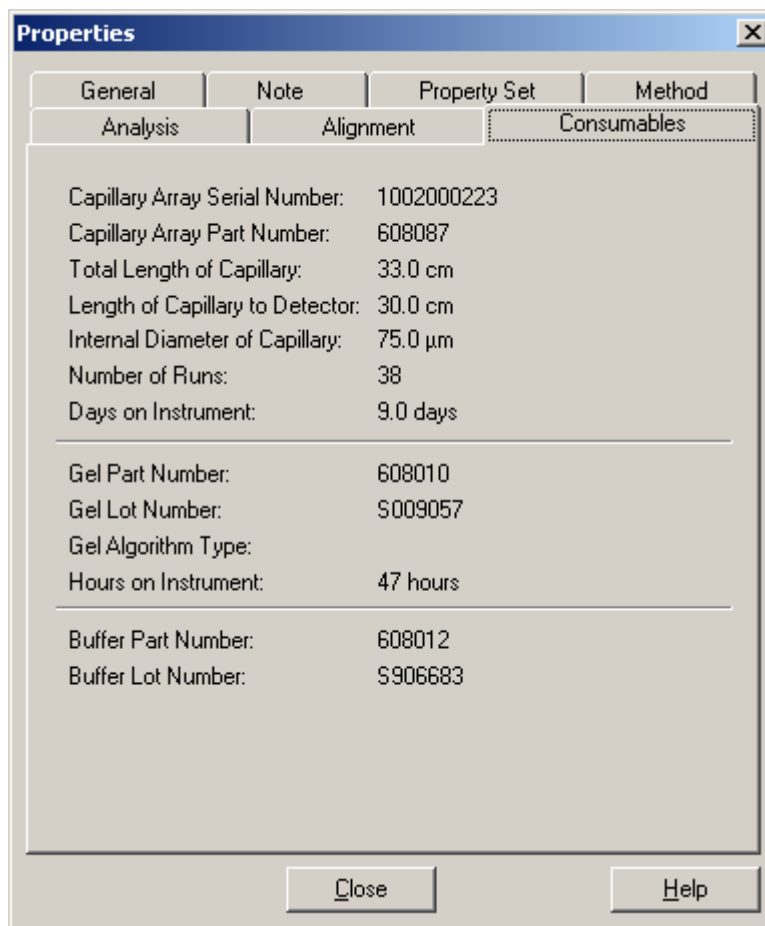 Properties
General Note Property Set Method
Analysis Alignment Consumables
Capillary Array Serial Number: 1002000223
Capillary Array Part Number: 608087
Total Length of Capillary: 33.0 cm
Length of Capillary to Detector: 30.0 cm
Internal Diameter of Capillary: 75.0 µm
Number of Runs: 38
Days on Instrument: 9.0 days
Gel Part Number: 608010
Gel Lot Number: S009057
Gel Algorithm Type:
Hours on Instrument: 47 hours
Buffer Part Number: 608012
Buffer Lot Number: S906683
Close Help